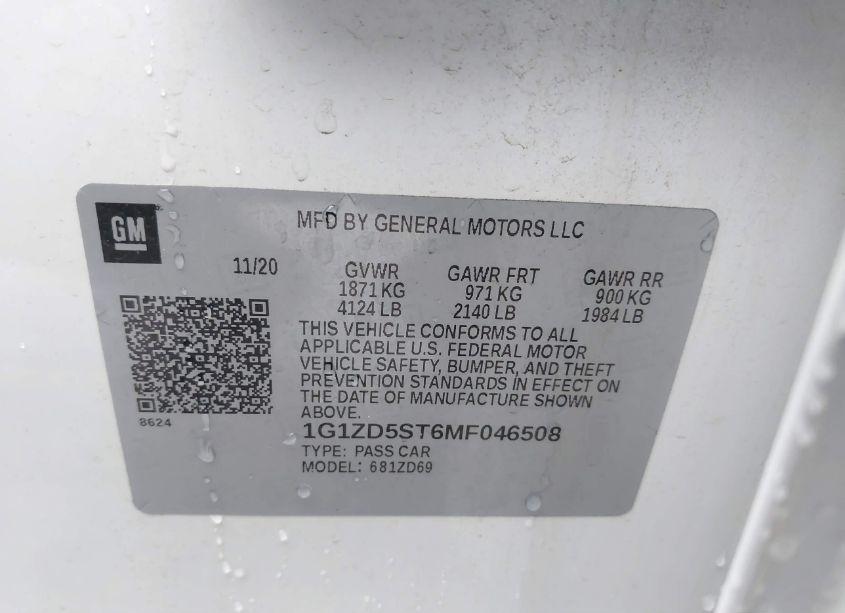 GM
MFD BY GENERAL MOTORS LLC
11/20
GVWR GAWR FRT GAWR RR
1871 KG 971 KG 900 KG
4124 LB 2140 LB 1984 LB
THIS VEHICLE CONFORMS TO ALL
APPLICABLE U.S. FEDERAL MOTOR
VEHICLE SAFETY, BUMPER, AND THEFT
PREVENTION STANDARDS IN EFFECT ON
THE DATE OF MANUFACTURE SHOWN
ABOVE.
8624
1G1ZD5ST6MF046508
TYPE: PASS CAR
MODEL: 681ZD69